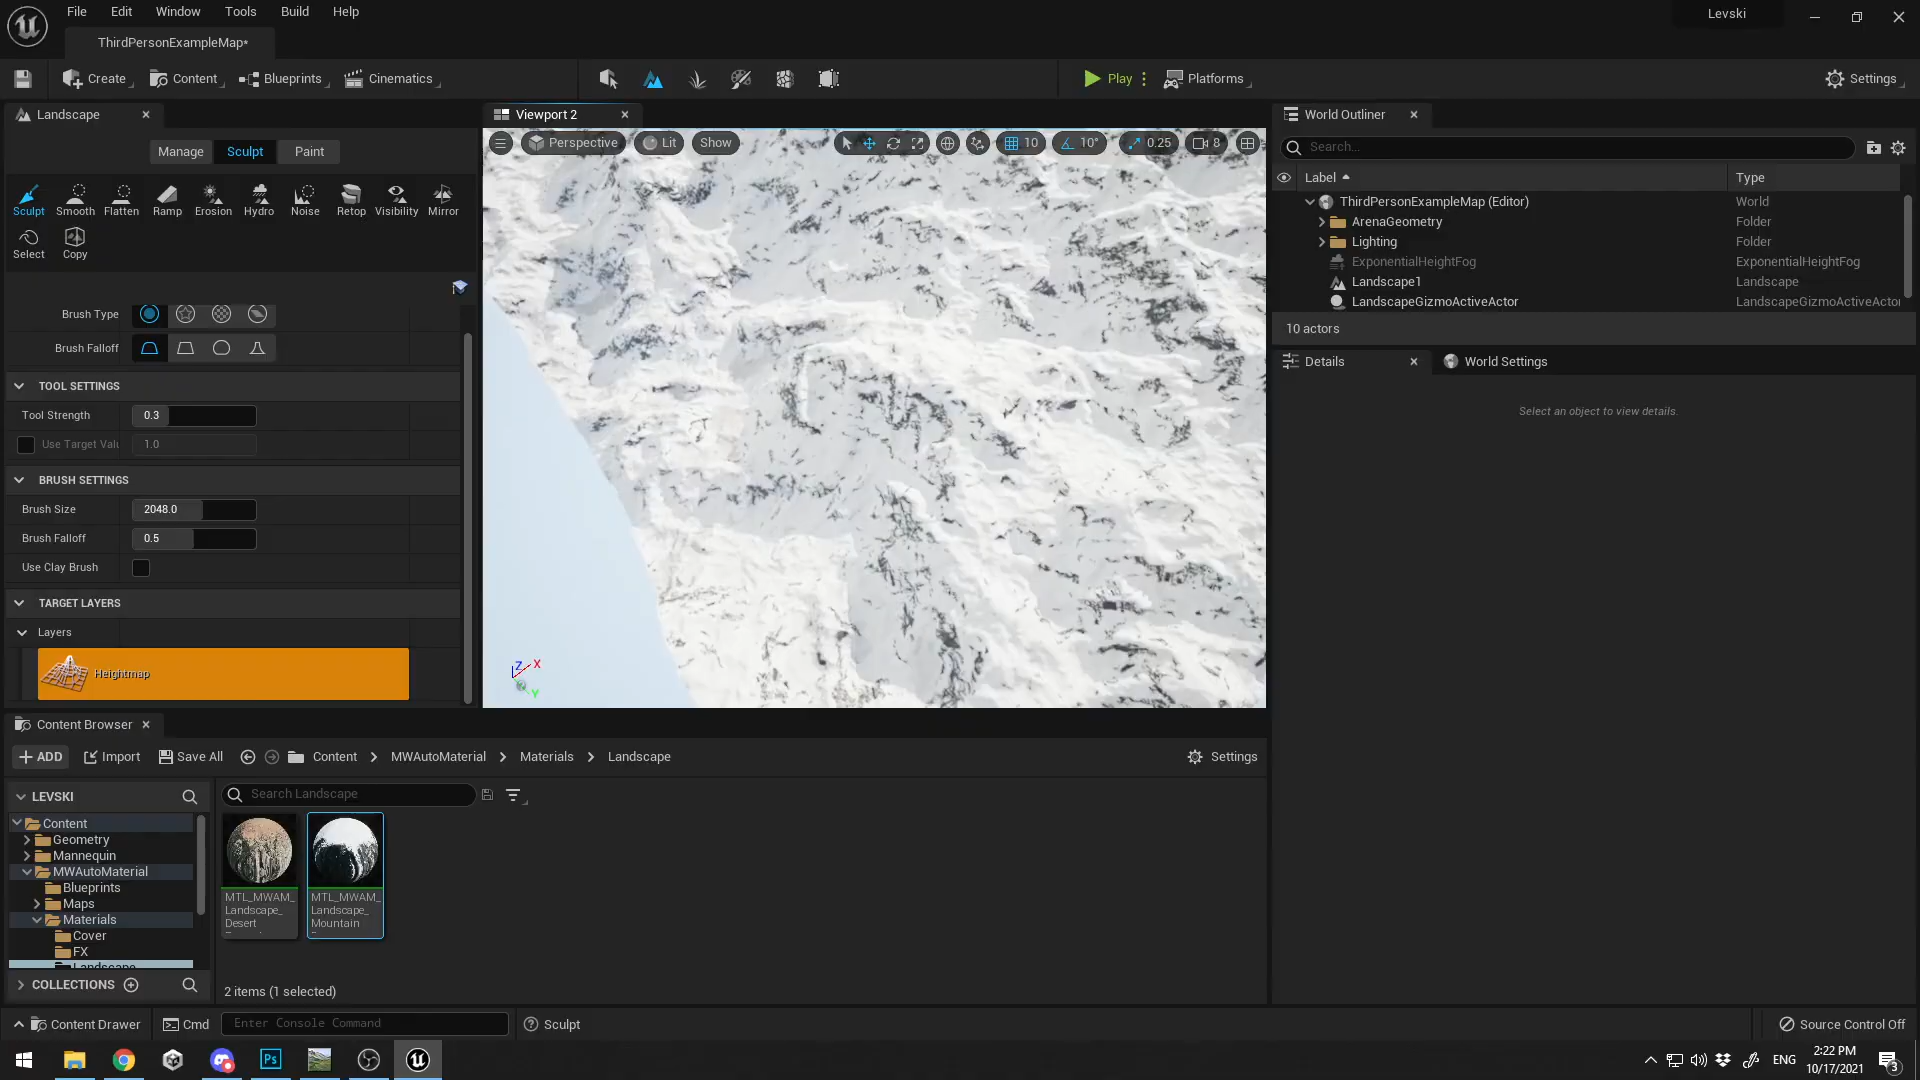 File Edit Window Tools Build Help
Levski
ThirdPersonExampleMap*
Create Content Blueprints Cinematics Play Platforms Settings
Landscape
Viewport 2
World Outliner
Manage Sculpt Paint
Perspective Lit Show 10 10° 0.25 8
Search...
Label Type
Sculpt Smooth Flatten Ramp Erosion Hydro Noise Retop Visibility Mirror
Select Copy
ThirdPersonExampleMap (Editor) World
ArenaGeometry Folder
Lighting Folder
ExponentialHeightFog ExponentialHeightFog
Landscape1 Landscape
LandscapeGizmoActiveActor LandscapeGizmoActiveActo
10 actors
Brush Type
Brush Falloff
TOOL SETTINGS
Tool Strength 0.3
Use Target Valu 1.0
BRUSH SETTINGS
Brush Size 2048.0
Brush Falloff 0.5
Use Clay Brush
TARGET LAYERS
Layers
Heightmap
Z X
Y
Details World Settings
Select an object to view details.
Content Browser
ADD Import Save All Content MWAutoMaterial Materials Landscape Settings
LEVSKI
Search Landscape
Content
Geometry
Mannequin
MWAutoMaterial
Blueprints
Maps
Materials
Cover
FX
Landscape
MTL_MWAM_
Landscape_
Desert
MTL_MWAM_
Landscape_
Mountain
COLLECTIONS
2 items (1 selected)
Content Drawer Cmd Enter Console Command Sculpt Source Control Off
Ps
ENG
2:22 PM
10/17/2021
3